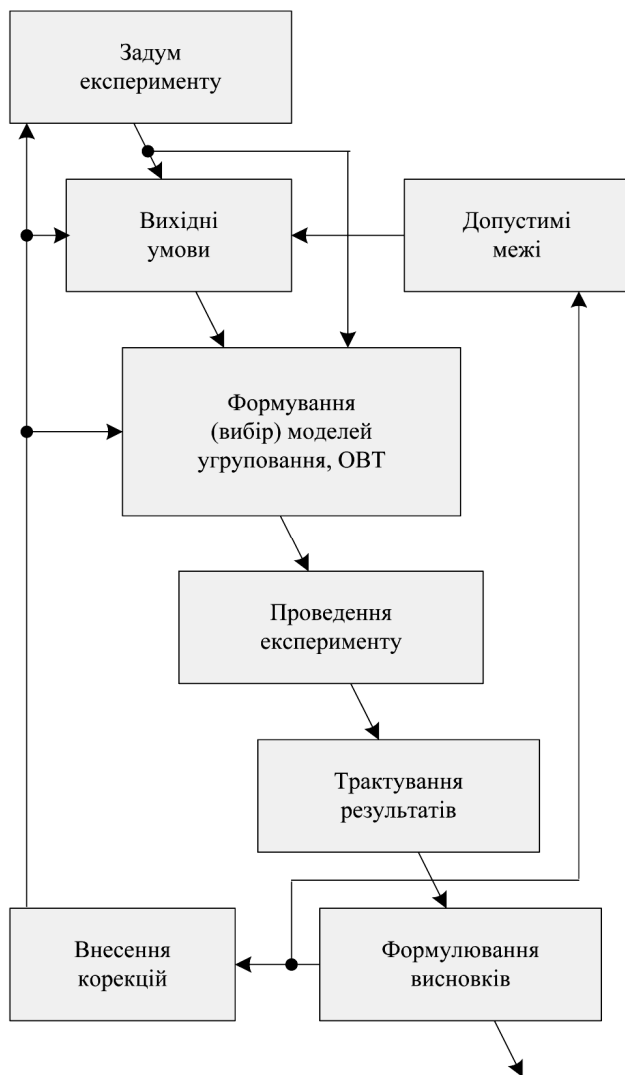 Задум
експерименту
Вихідні
умови
Допустимі
межі
Формування
(вибір) моделей
угруповання, ОВТ
Проведення
експерименту
Трактування
результатів
Внесення
корекцій
Формулювання
висновків